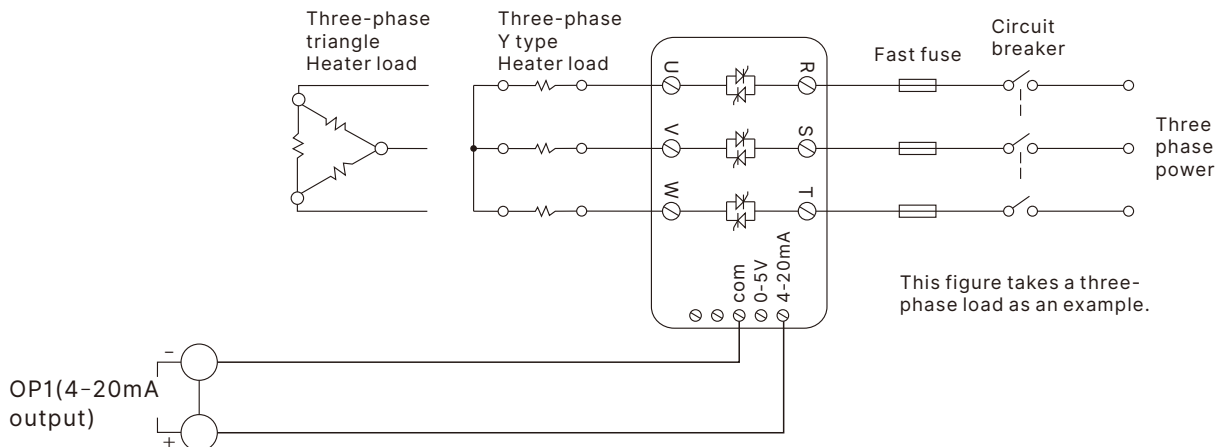 Three-phase
triangle
Heater load
Three-phase
Y type
Heater load
U
R
V
S
W
T
com
0-5V
4-20mA
Fast fuse
Circuit
breaker
Three
phase
power
This figure takes a three-
phase load as an example.
-
OP1(4-20mA
output)
+